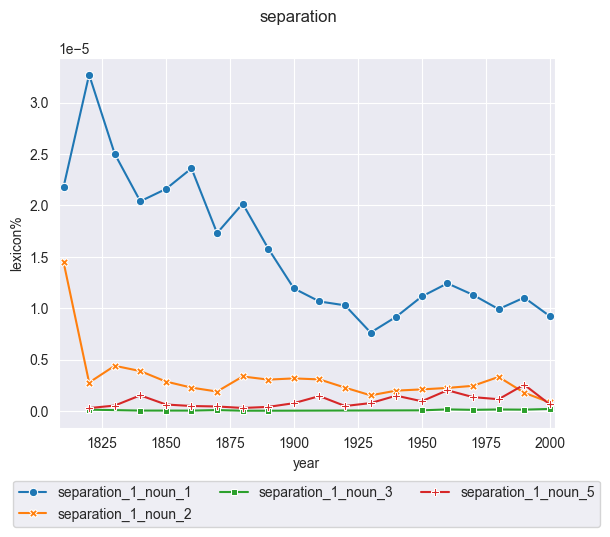 separation
1e−5
3.0
2.5
2.0
1.5
1.0
0.5
0.0
lexicon%
1825 1850 1875 1900 1925 1950 1975 2000
year
separation_1_noun_1 separation_1_noun_3 separation_1_noun_5
separation_1_noun_2